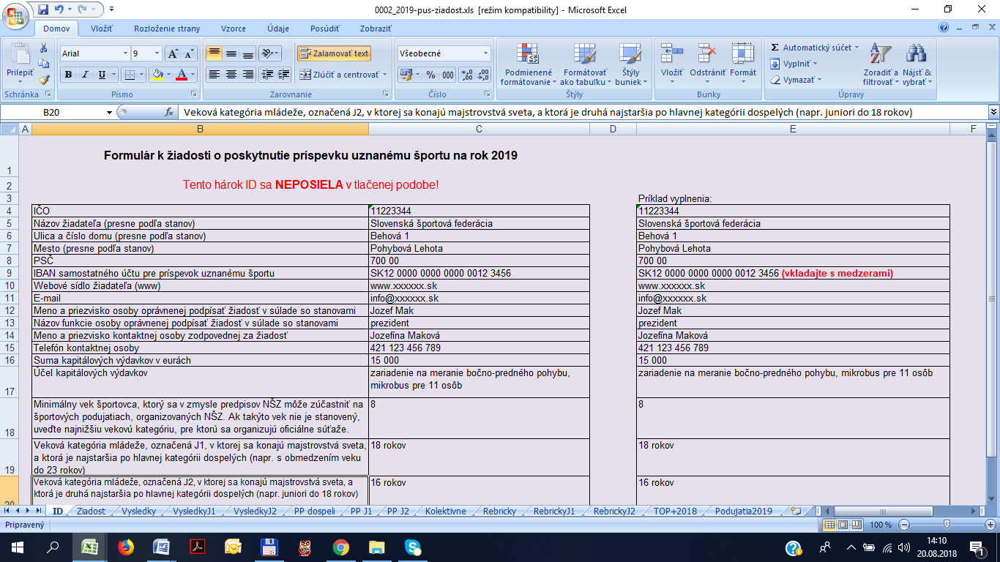 0002_2019-pus-ziadost.xls  [režim kompatibility] - Microsoft Excel
Domov Vložiť Rozloženie strany Vzorce Údaje Posúdiť Zobraziť
Prilepiť
Arial 9
B I U
Zalamovať text
Zlúčiť a centrovať
Všeobecné
% 000
Podmienené formátovanie
Formátovať ako tabuľku
Štýly buniek
Vložiť Odstrániť Formát
Σ Automatický súčet
Vyplniť
Vymazať
Zoradiť a filtrovať
Nájsť & vybrať
Schránka Písmo Zarovnanie Číslo Štýly Bunky Úpravy
B20 fx Veková kategória mládeže, označená J2, v ktorej sa konajú majstrovstvá sveta, a ktorá je druhá najstaršia po hlavnej kategórii dospelých (napr. juniori do 18 rokov)
A B C D E F
1 Formulár k žiadosti o poskytnutie príspevku uznanému športu na rok 2019
2 Tento hárok ID sa NEPOSIELA v tlačenej podobe!
3 Príklad vyplnenia:
4 IČO 11223344 11223344
5 Názov žiadateľa (presne podľa stanov) Slovenská športová federácia Slovenská športová federácia
6 Ulica a číslo domu (presne podľa stanov) Behová 1 Behová 1
7 Mesto (presne podľa stanov) Pohybová Lehota Pohybová Lehota
8 PSČ 700 00 700 00
9 IBAN samostatného účtu pre príspevok uznanému športu SK12 0000 0000 0000 0012 3456 SK12 0000 0000 0000 0012 3456 (vkladajte s medzerami)
10 Webové sídlo žiadateľa (www) www.xxxxxx.sk www.xxxxxx.sk
11 E-mail info@xxxxxx.sk info@xxxxxx.sk
12 Meno a priezvisko osoby oprávnenej podpísať žiadosť v súlade so stanovami Jozef Mak Jozef Mak
13 Názov funkcie osoby oprávnenej podpísať žiadosť v súlade so stanovami prezident prezident
14 Meno a priezvisko kontaktnej osoby zodpovednej za žiadosť Jozefína Maková Jozefína Maková
15 Telefón kontaktnej osoby 421 123 456 789 421 123 456 789
16 Suma kapitálových výdavkov v eurách 15 000 15 000
17 Účel kapitálových výdavkov zariadenie na meranie bočno-predného pohybu, zariadenie na meranie bočno-predného pohybu, mikrobus pre 11 osôb
mikrobus pre 11 osôb
18 Minimálny vek športovca, ktorý sa v zmysle predpisov NŠZ môže zúčastniť na 8 8
športových podujatiach, organizovaných NŠZ. Ak takýto vek nie je stanovený,
uveďte najnižšiu vekovú kategóriu, pre ktorú sa organizujú oficiálne súťaže.
19 Veková kategória mládeže, označená J1, v ktorej sa konajú majstrovstvá sveta, 18 rokov 18 rokov
a ktorá je najstaršia po hlavnej kategórii dospelých (napr. s obmedzením veku
do 23 rokov)
20 Veková kategória mládeže, označená J2, v ktorej sa konajú majstrovstvá sveta, a 16 rokov 16 rokov
ktorá je druhá najstaršia po hlavnej kategórii dospelých (napr. juniori do 18 rokov)
ID Ziadost Vysledky VysledkyJ1 VysledkyJ2 PP dospeli PP J1 PP J2 Kolektivne Rebricky RebrickyJ1 RebrickyJ2 TOP+2018 Podujatia2019
Pripravený 100 %
14:10
20.08.2018
1